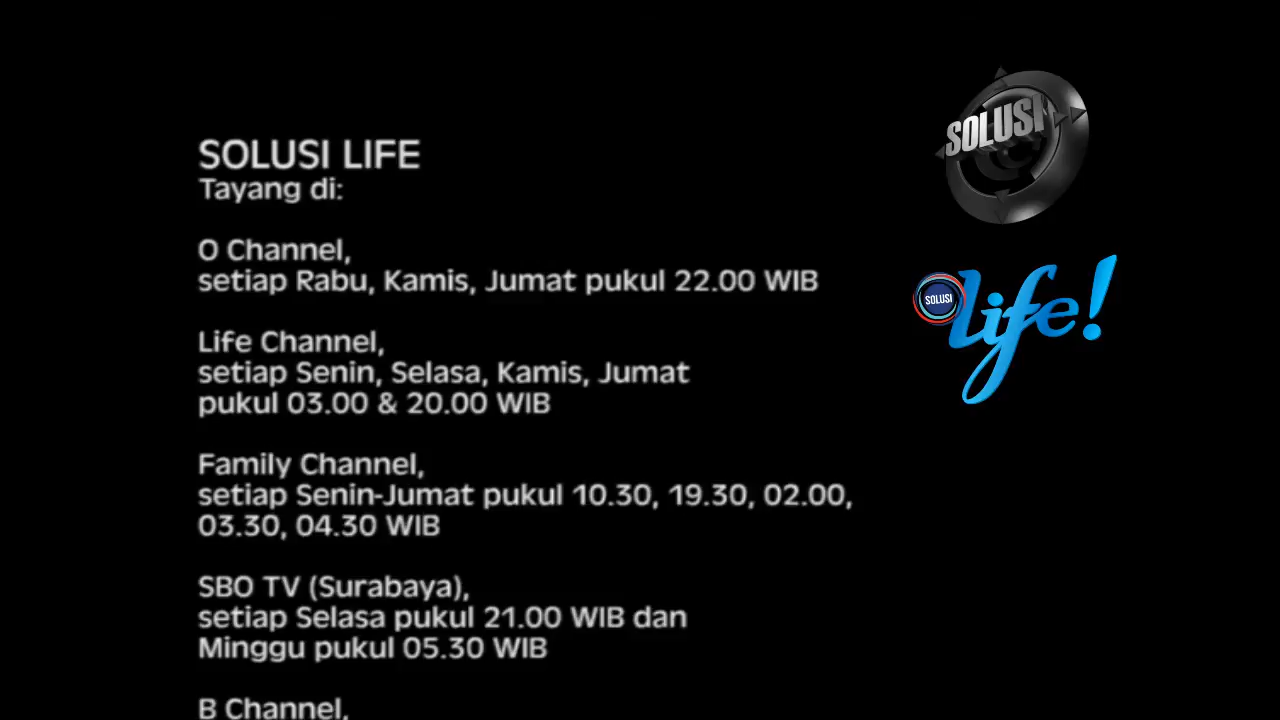 SOLUSI LIFE
Tayang di:
O Channel,
setiap Rabu, Kamis, Jumat pukul 22.00 WIB
Life Channel,
setiap Senin, Selasa, Kamis, Jumat
pukul 03.00 & 20.00 WIB
Family Channel,
setiap Senin-Jumat pukul 10.30, 19.30, 02.00,
03.30, 04.30 WIB
SBO TV (Surabaya),
setiap Selasa pukul 21.00 WIB dan
Minggu pukul 05.30 WIB
B Channel,
SOLUSI
SOLUSI
life!